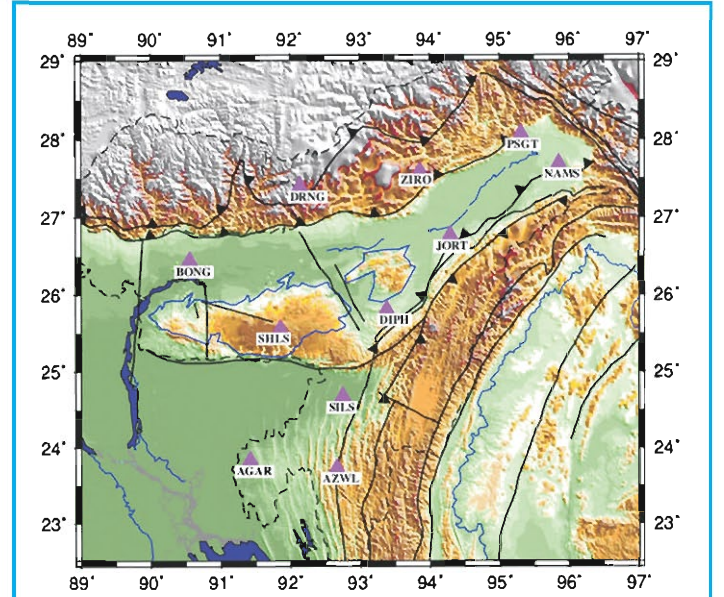 89° 90° 91° 92° 93° 94° 95° 96° 97°
29° 29°
28° 28°
PSGT
NAMS
ZIRO
DRNG
27° 27°
JORT
BONG
26° 26°
DIPH
SHLS
25° 25°
SILS
24° 24°
AGAR AZWL
23° 23°
89° 90° 91° 92° 93° 94° 95° 96° 97°